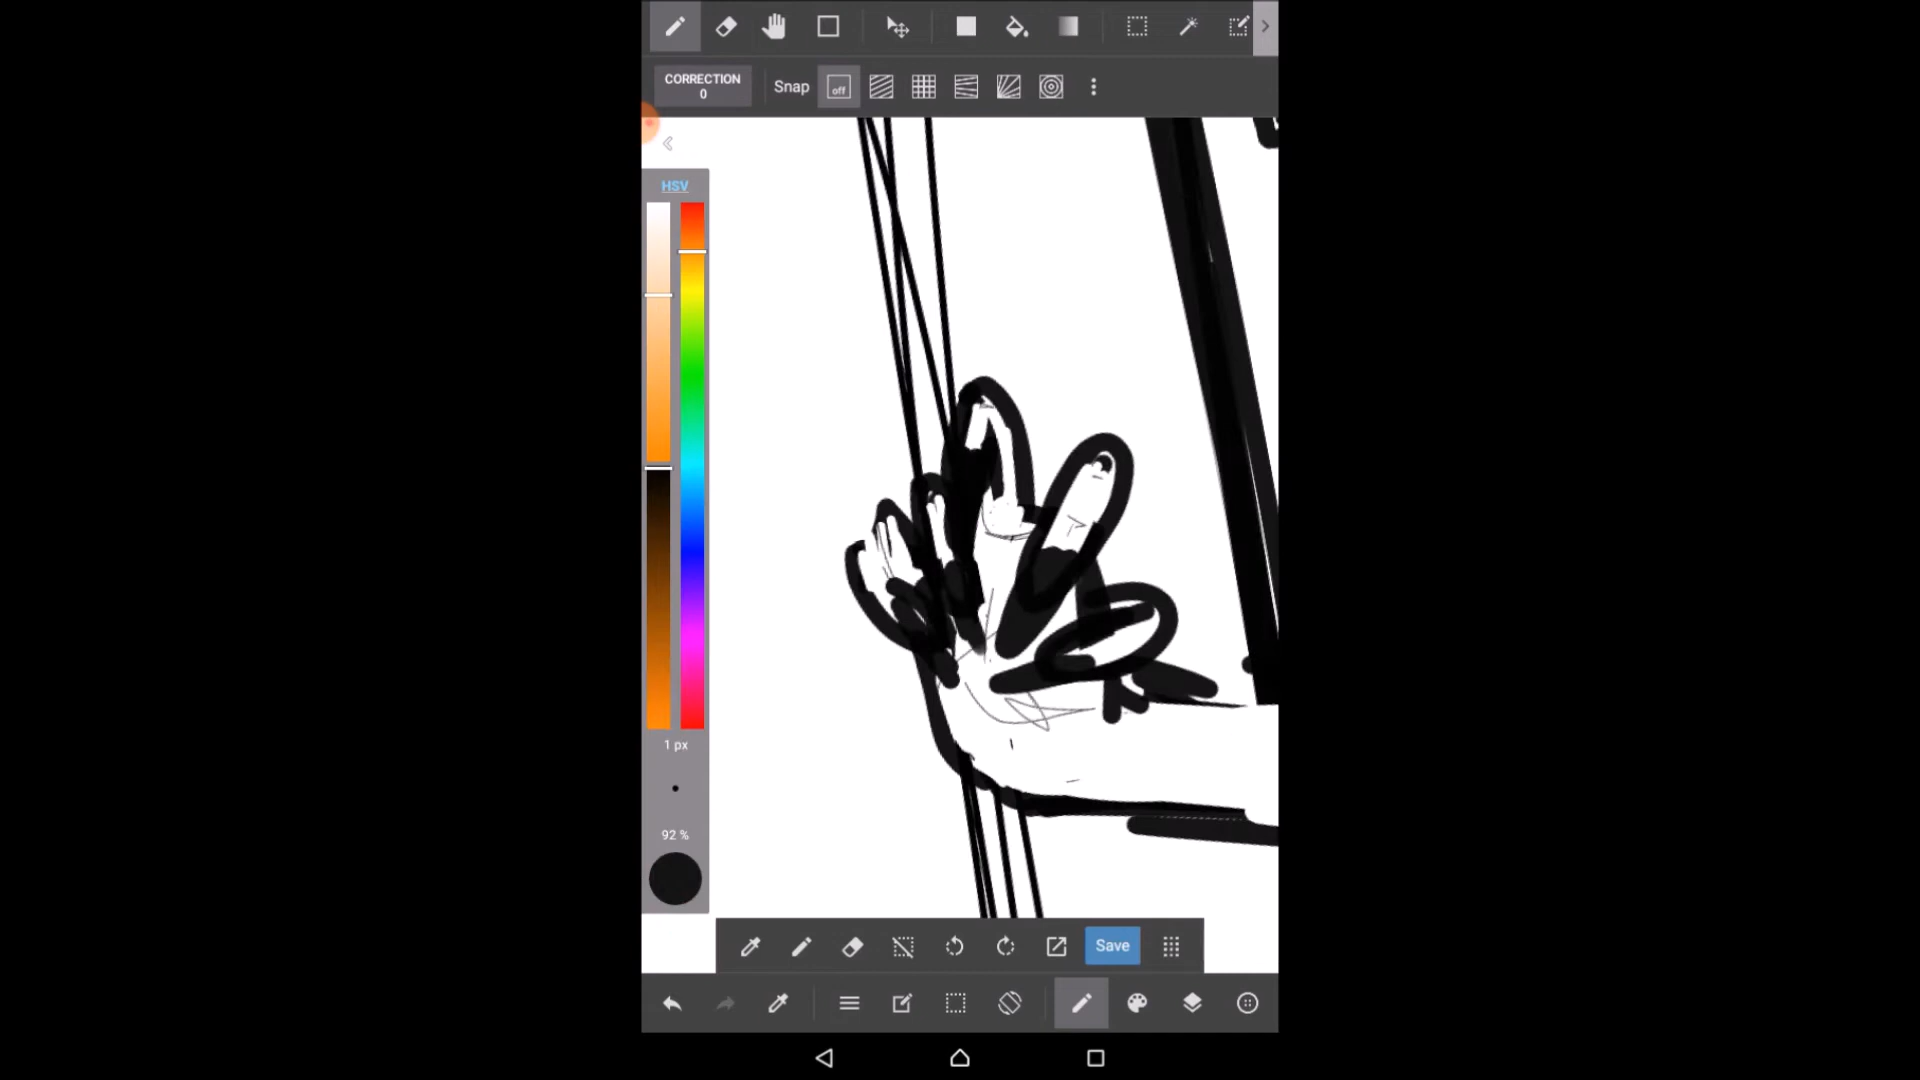 CORRECTION
0
Snap
off
HSV
1 px
92 %
Save